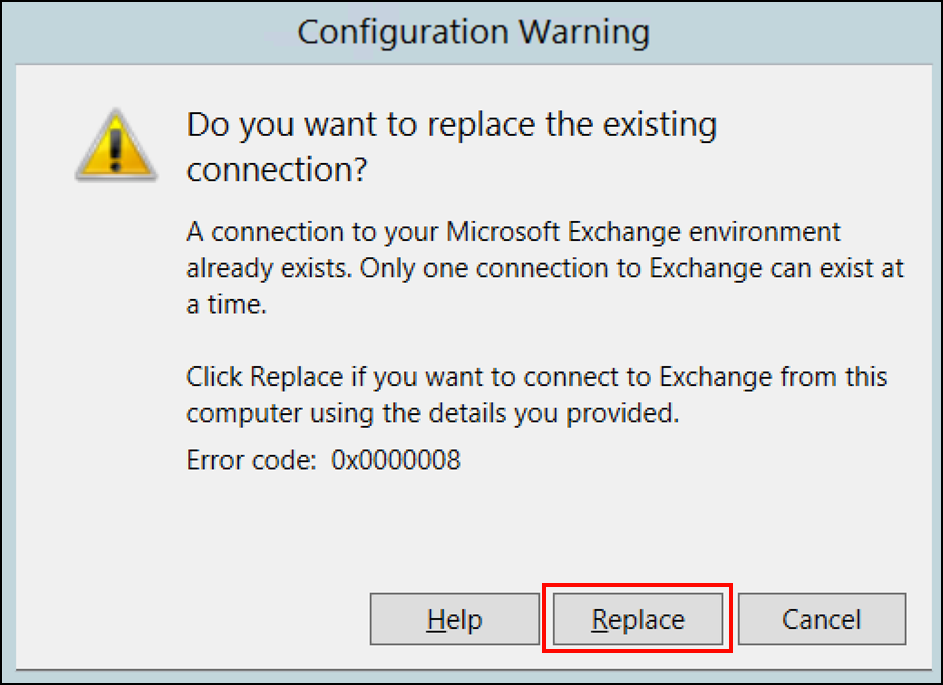 Configuration Warning
Do you want to replace the existing
connection?
A connection to your Microsoft Exchange environment
already exists. Only one connection to Exchange can exist at
a time.
Click Replace if you want to connect to Exchange from this
computer using the details you provided.
Error code:  0x0000008
Help
Replace
Cancel